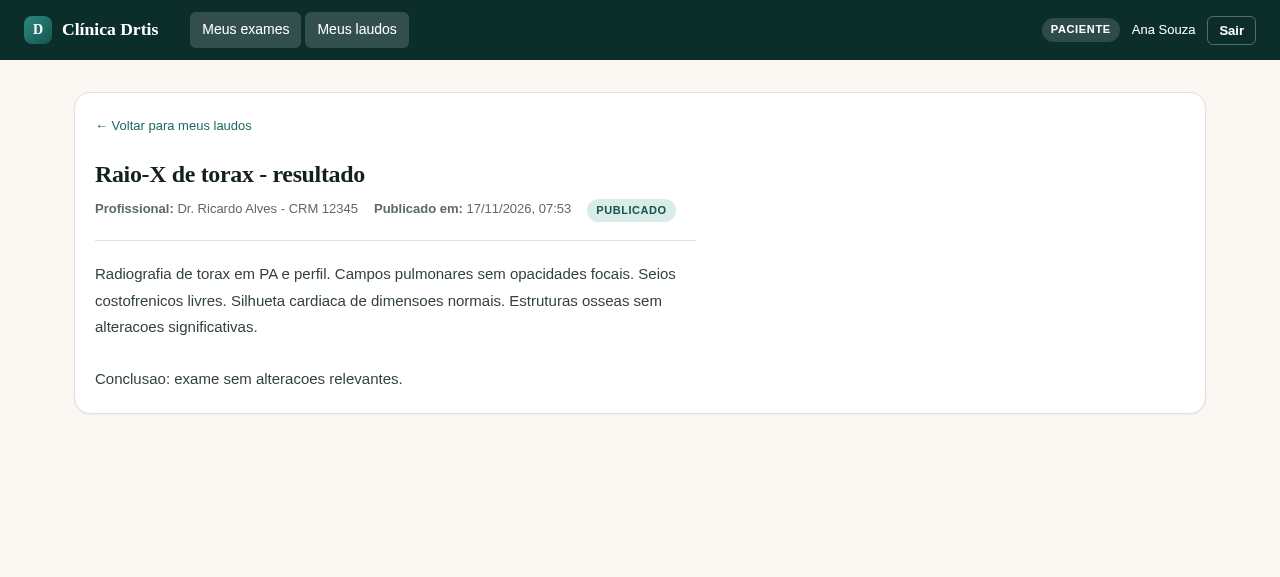 D Clínica Drtis Meus exames Meus laudos PACIENTE Ana Souza Sair
← Voltar para meus laudos
Raio-X de torax - resultado
Profissional: Dr. Ricardo Alves - CRM 12345 Publicado em: 17/11/2026, 07:53 PUBLICADO
Radiografia de torax em PA e perfil. Campos pulmonares sem opacidades focais. Seios
costofrenicos livres. Silhueta cardiaca de dimensoes normais. Estruturas osseas sem
alteracoes significativas.
Conclusao: exame sem alteracoes relevantes.